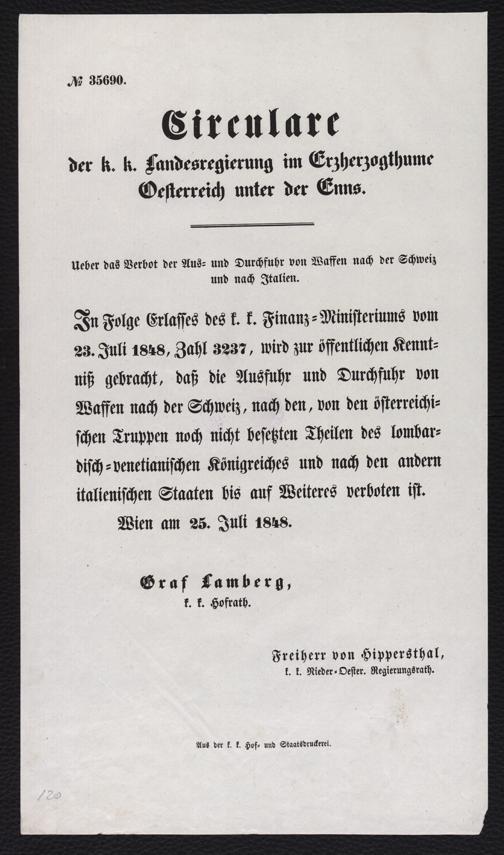 № 35690.
Circulare
der k. k. Landesregierung im Erzherzogthume
Oesterreich unter der Enns.
Ueber das Verbot der Aus- und Durchfuhr von Waffen nach der Schweiz
und nach Italien.
In Folge Erlasses des k. k. Finanz-Ministeriums vom
23. Juli 1848, Zahl 3237, wird zur öffentlichen Kennt-
niß gebracht, daß die Ausfuhr und Durchfuhr von
Waffen nach der Schweiz, nach den, von den österreichi-
schen Truppen noch nicht besetzten Theilen des lombar-
disch-venetianischen Königreiches und nach den andern
italienischen Staaten bis auf Weiteres verboten ist.
Wien am 25. Juli 1848.
Graf Lamberg,
k. k. Hofrath.
Freiherr von Hippersthal,
k. k. Nieder-Oester. Regierungsrath.
Aus der k. k. Hof- und Staatsdruckerei.
120